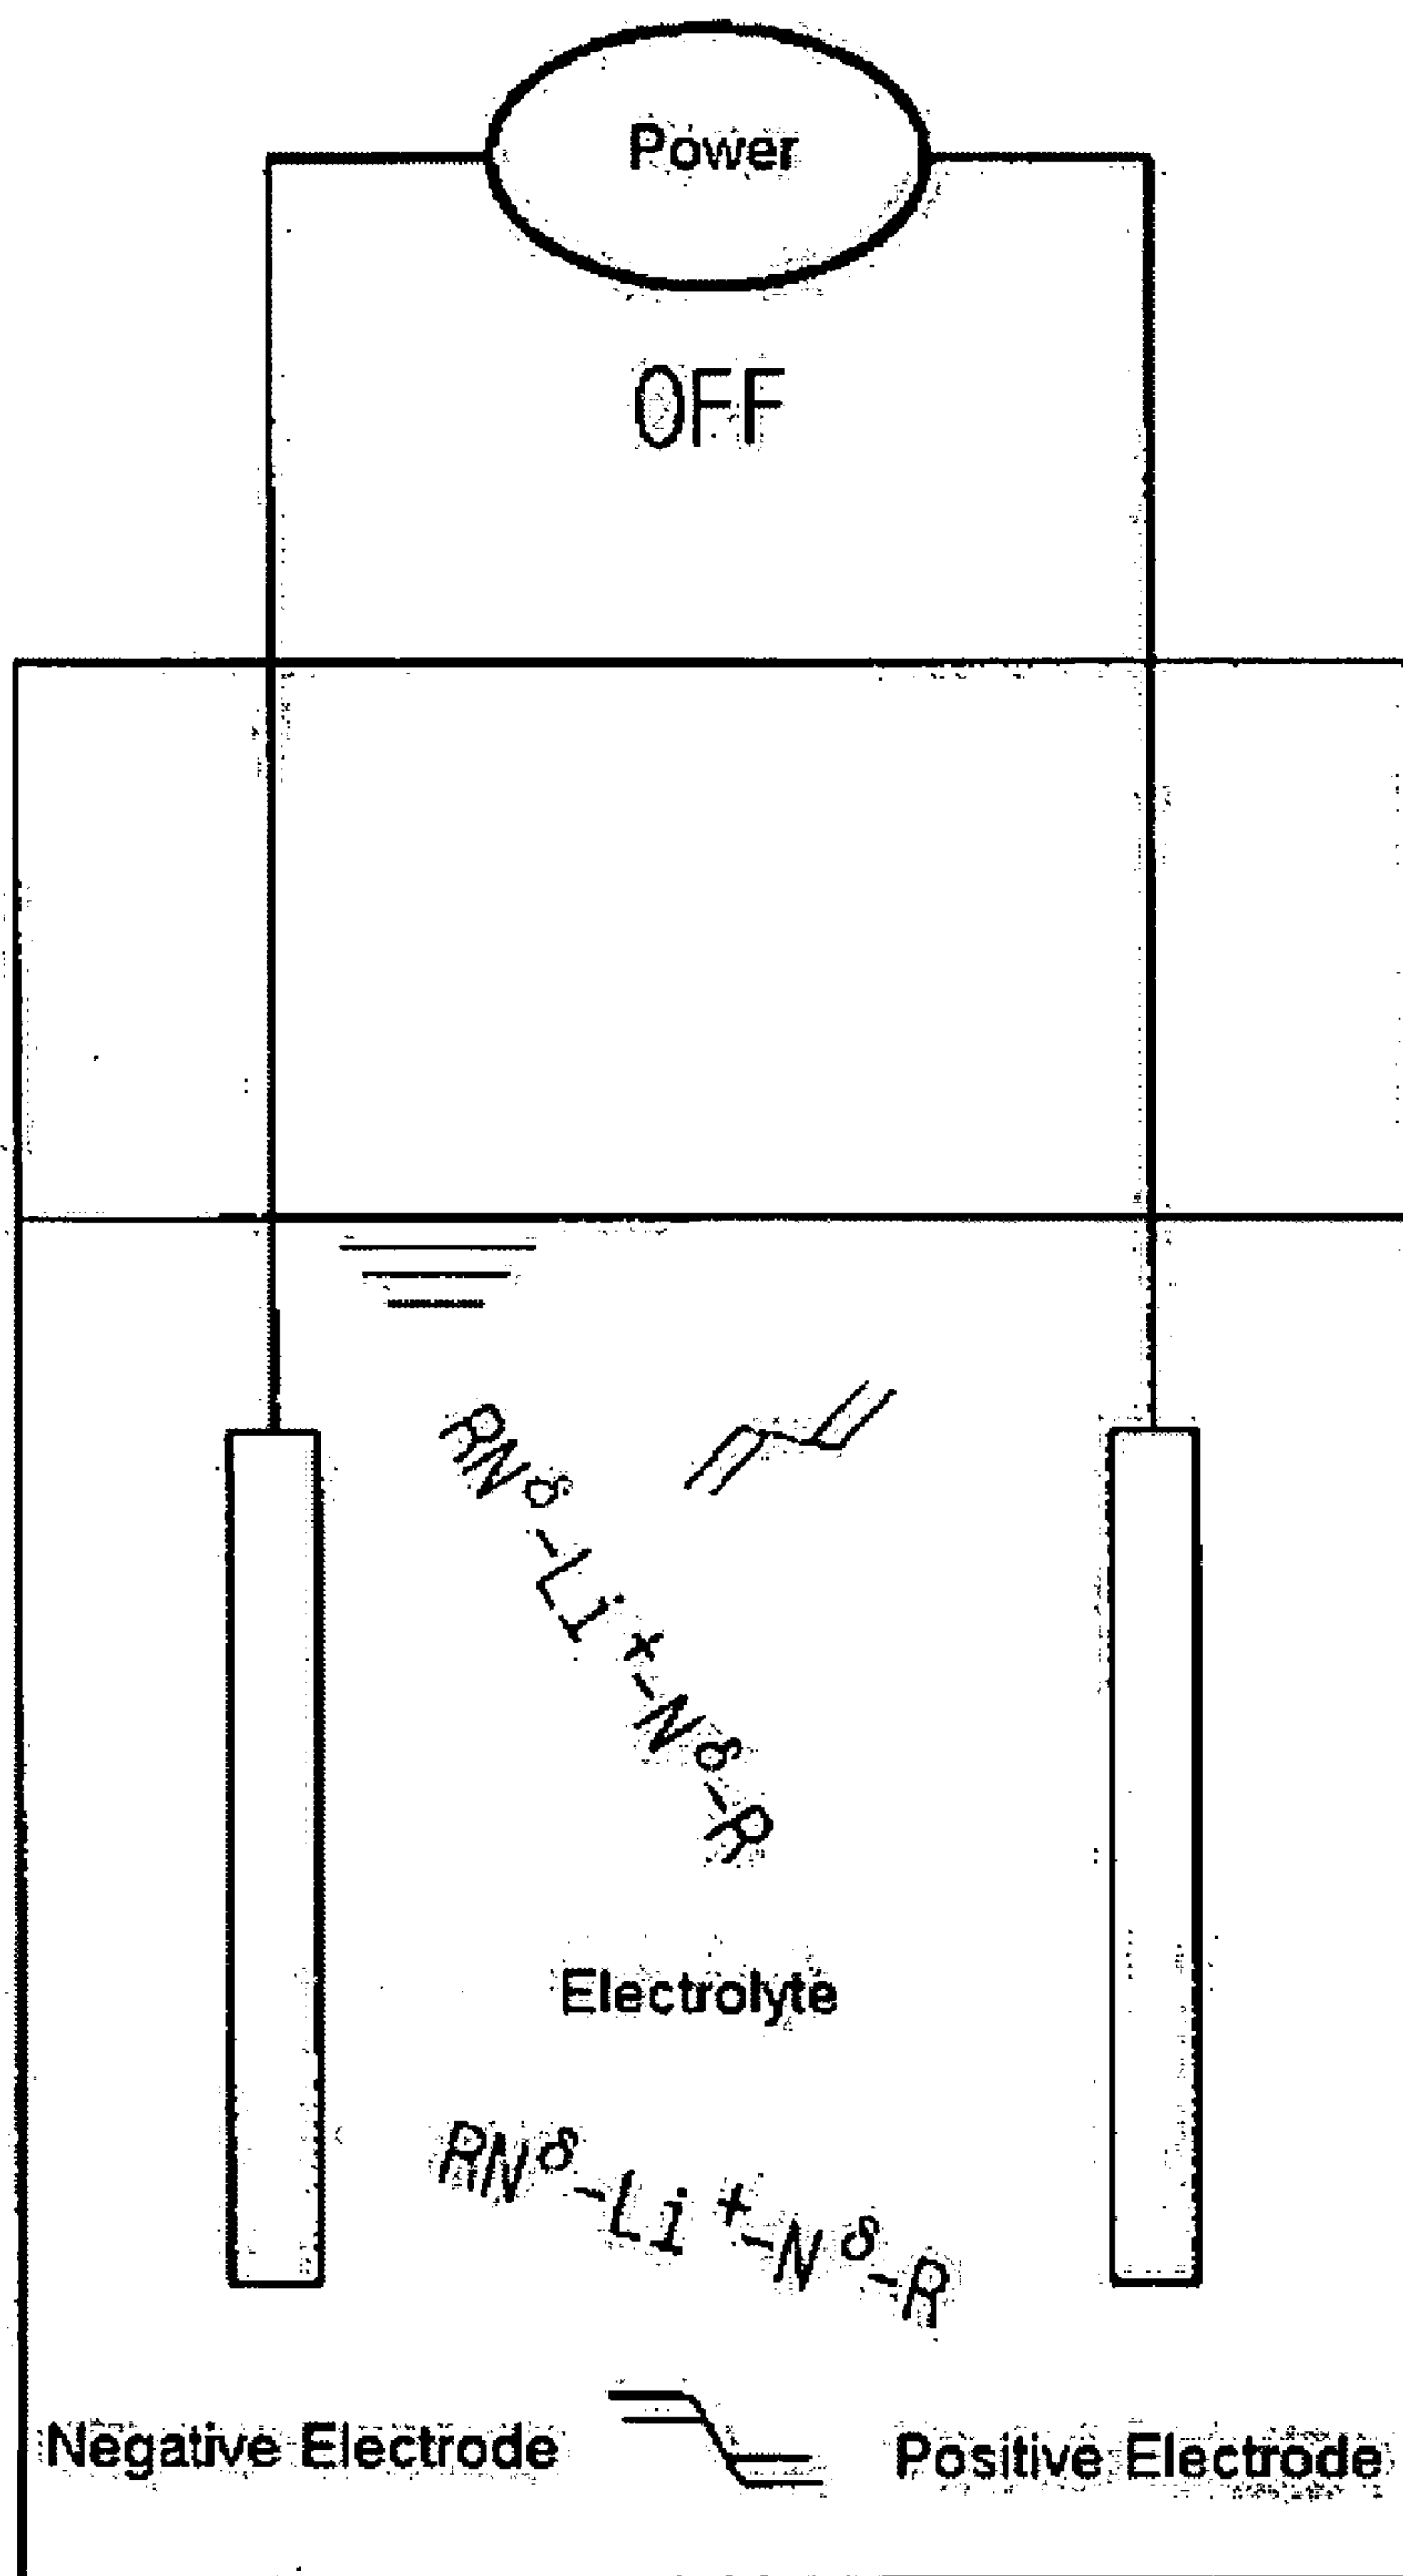 Power
OFF
RNδ-Li+-Nδ-R
Electrolyte
RNδ-Li+-Nδ-R
Negative Electrode
Positive Electrode